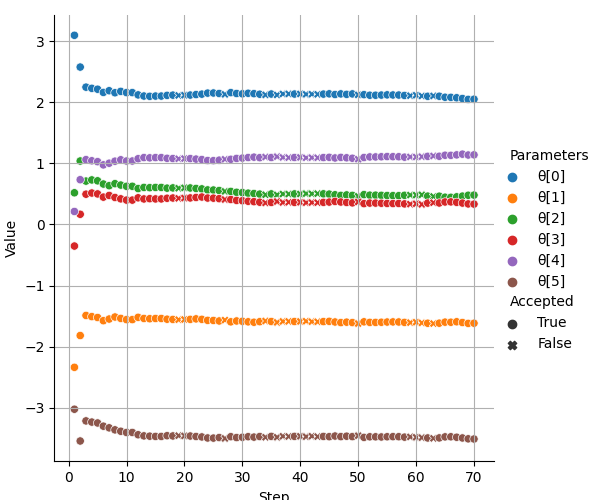 3
2
1
0
−1
−2
−3
Value
0 10 20 30 40 50 60 70
Step
Parameters
θ[0]
θ[1]
θ[2]
θ[3]
θ[4]
θ[5]
Accepted
True
False